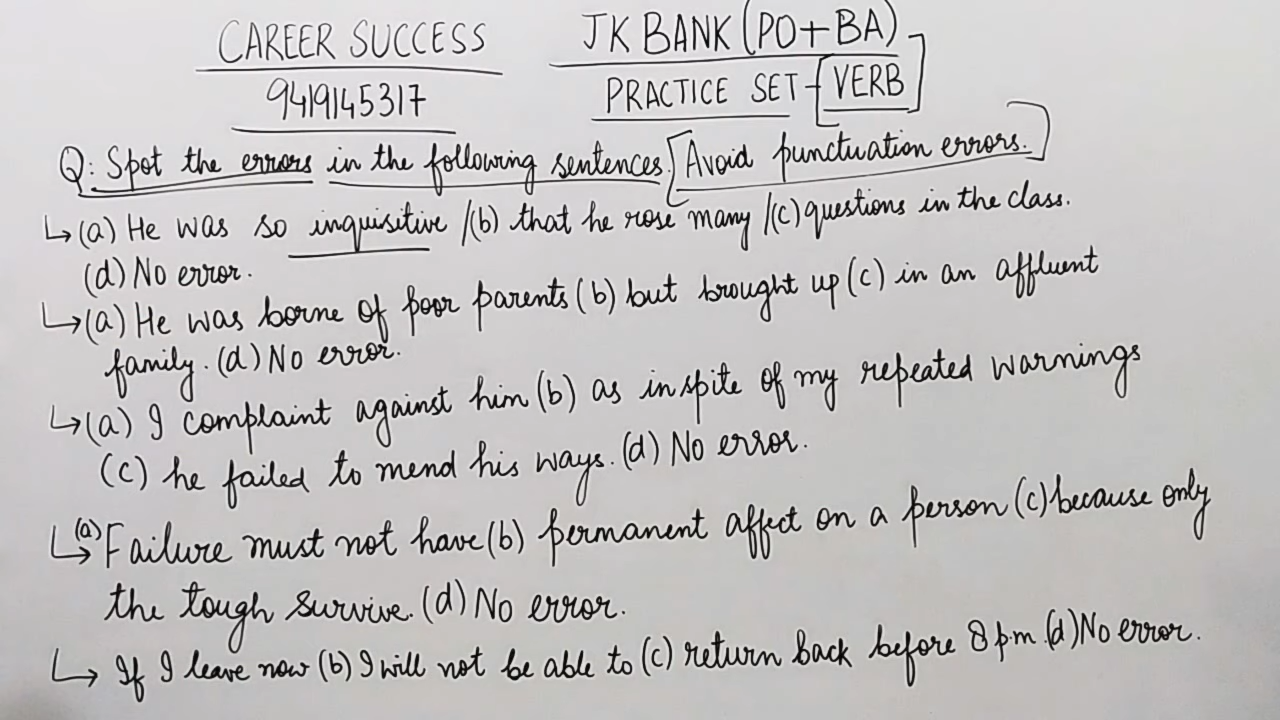 CAREER SUCCESS JK BANK (PO+BA)
9419145317 PRACTICE SET - VERB
Q: Spot the errors in the following sentences. [Avoid punctuation errors.]
↳(a) He was so inquisitive /(b) that he rose many /(c) questions in the class.
(d) No error.
↳(a) He was borne of poor parents (b) but brought up (c) in an affluent
family. (d) No error.
↳(a) I complaint against him (b) as inspite of my repeated warnings
(c) he failed to mend his ways. (d) No error.
↳(a) Failure must not have (b) permanent affect on a person (c) because only
the tough survive. (d) No error.
↳ If I leave now (b) I will not be able to (c) return back before 8 pm. (d) No error.